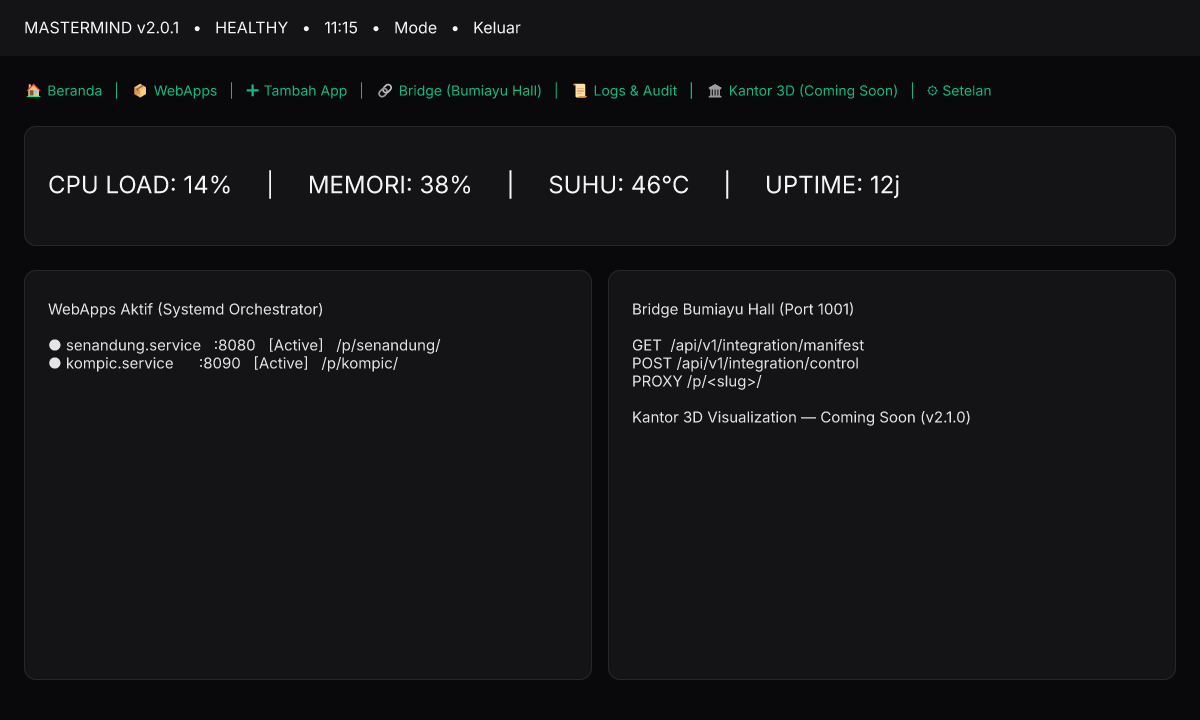 MASTERMIND v2.0.1 • HEALTHY • 11:15 • Mode • Keluar
🏠 Beranda | 📦 WebApps | ➕ Tambah App | 🔗 Bridge (Bumiayu Hall) | 📜 Logs & Audit | 🏛 Kantor 3D (Coming Soon) | ⚙ Setelan
CPU LOAD: 14% | MEMORI: 38% | SUHU: 46°C | UPTIME: 12j
WebApps Aktif (Systemd Orchestrator)
● senandung.service :8080 [Active] /p/senandung/
● kompic.service :8090 [Active] /p/kompic/
Bridge Bumiayu Hall (Port 1001)
GET /api/v1/integration/manifest
POST /api/v1/integration/control
PROXY /p/<slug>/
Kantor 3D Visualization — Coming Soon (v2.1.0)